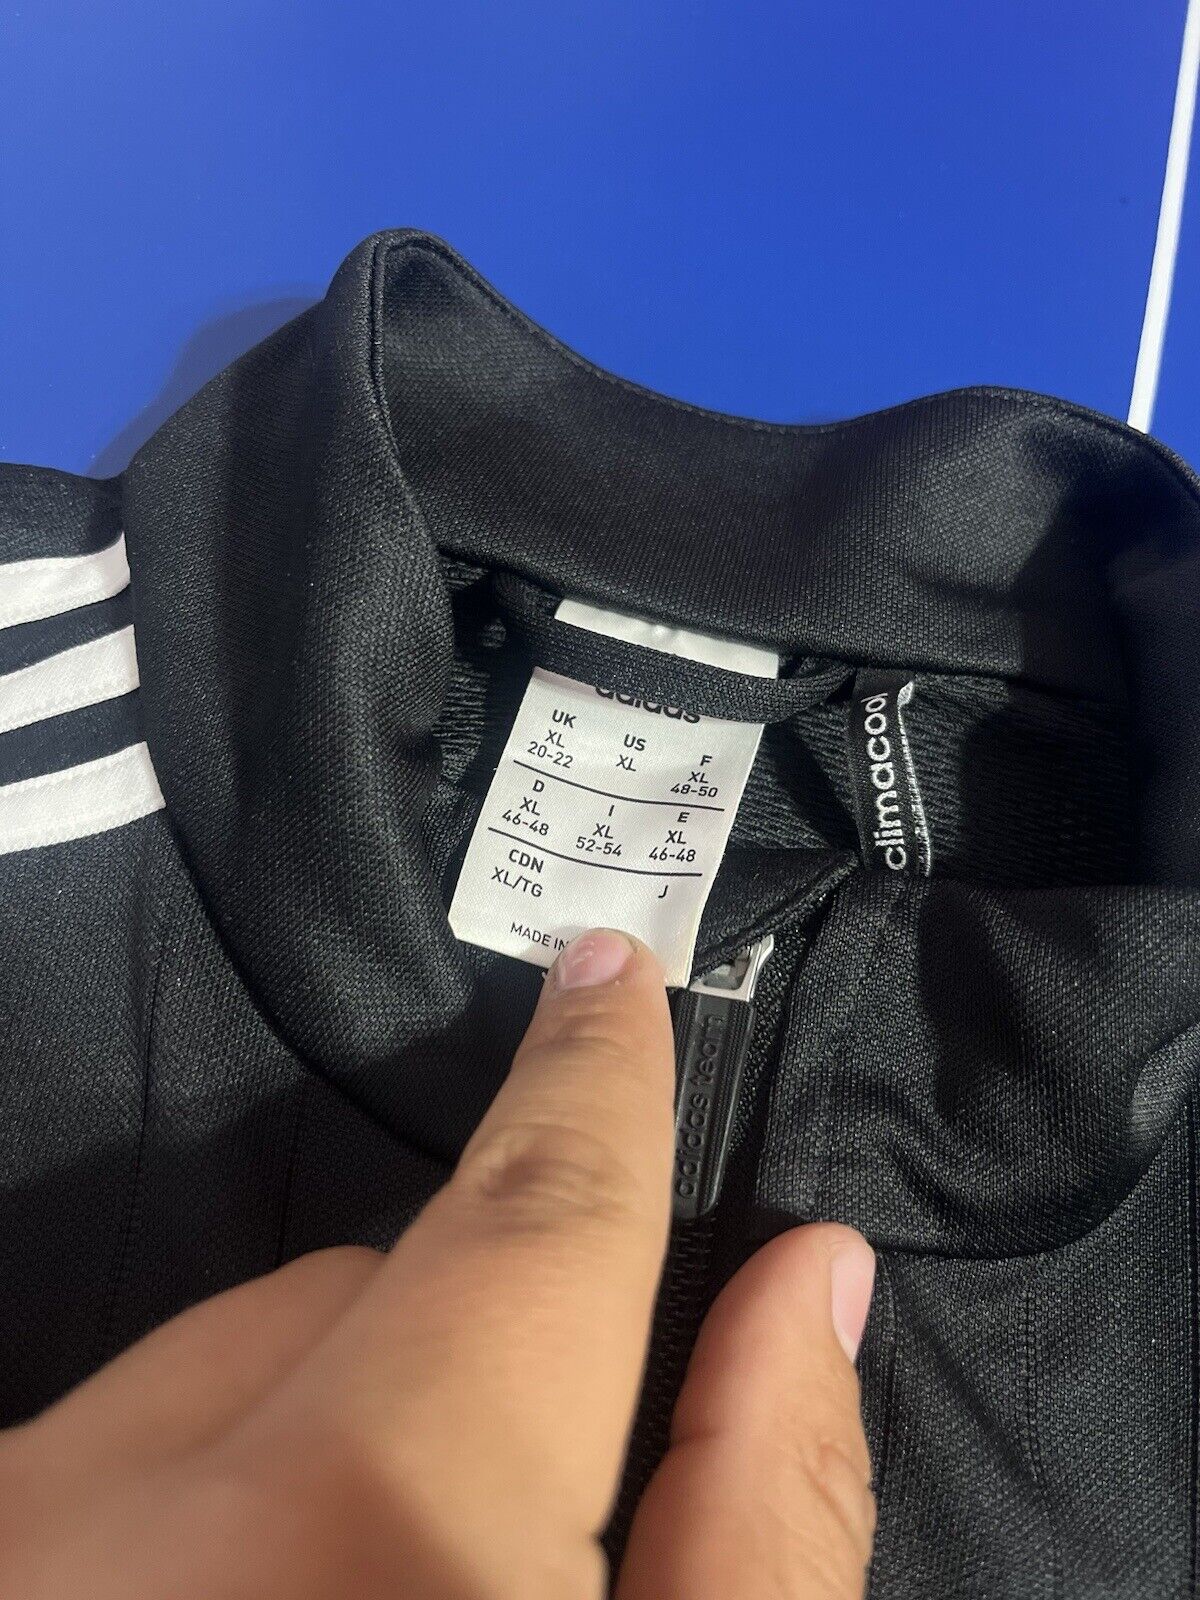 adidas
UK US F
XL XL XL
20-22 48-50
D I E
XL XL XL
46-48 52-54 46-48
CDN J
XL/TG
MADE IN
climacool
adidas team